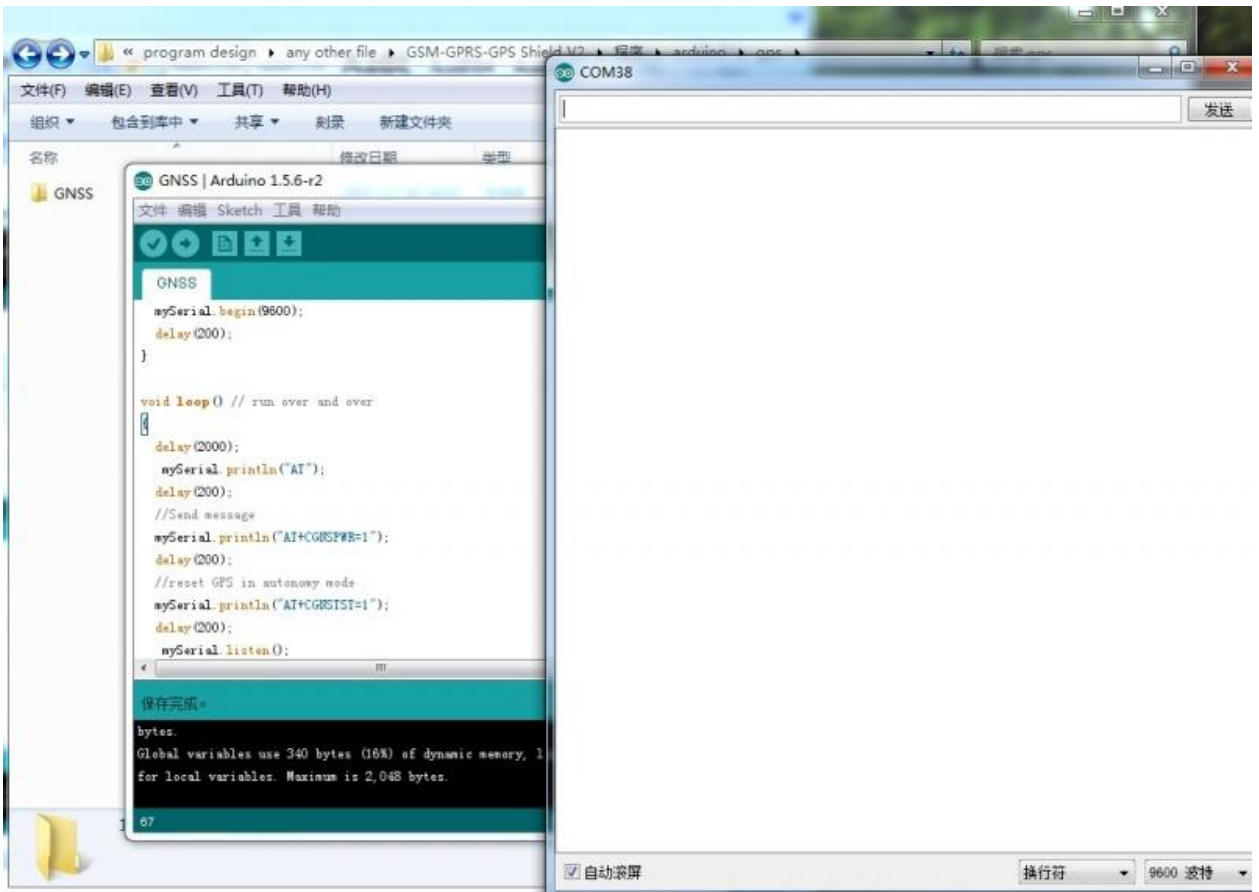 « program design ▸ any other file ▸ GSM-GPRS-GPS Shield V2 ▸ 程序 ▸ arduino ▸ gps ▸
文件(F) 编辑(E) 查看(V) 工具(T) 帮助(H)
组织 包含到库中 共享 刻录 新建文件夹
名称 修改日期 类型
GNSS
GNSS | Arduino 1.5.6-r2
文件 编辑 Sketch 工具 帮助
GNSS
mySerial.begin(9600);
delay(200);
}
void loop() // run over and over
{
delay(2000);
mySerial.println("AT");
delay(200);
//Send message
mySerial.println("AT+CGNSPWR=1");
delay(200);
//reset GPS in autonomy mode
mySerial.println("AT+CGNSTST=1");
delay(200);
mySerial.listen();
保存完成。
bytes.
Global variables use 340 bytes (16%) of dynamic memory, l
for local variables. Maximum is 2,048 bytes.
67
COM38
发送
自动滚屏
换行符
9600 波特